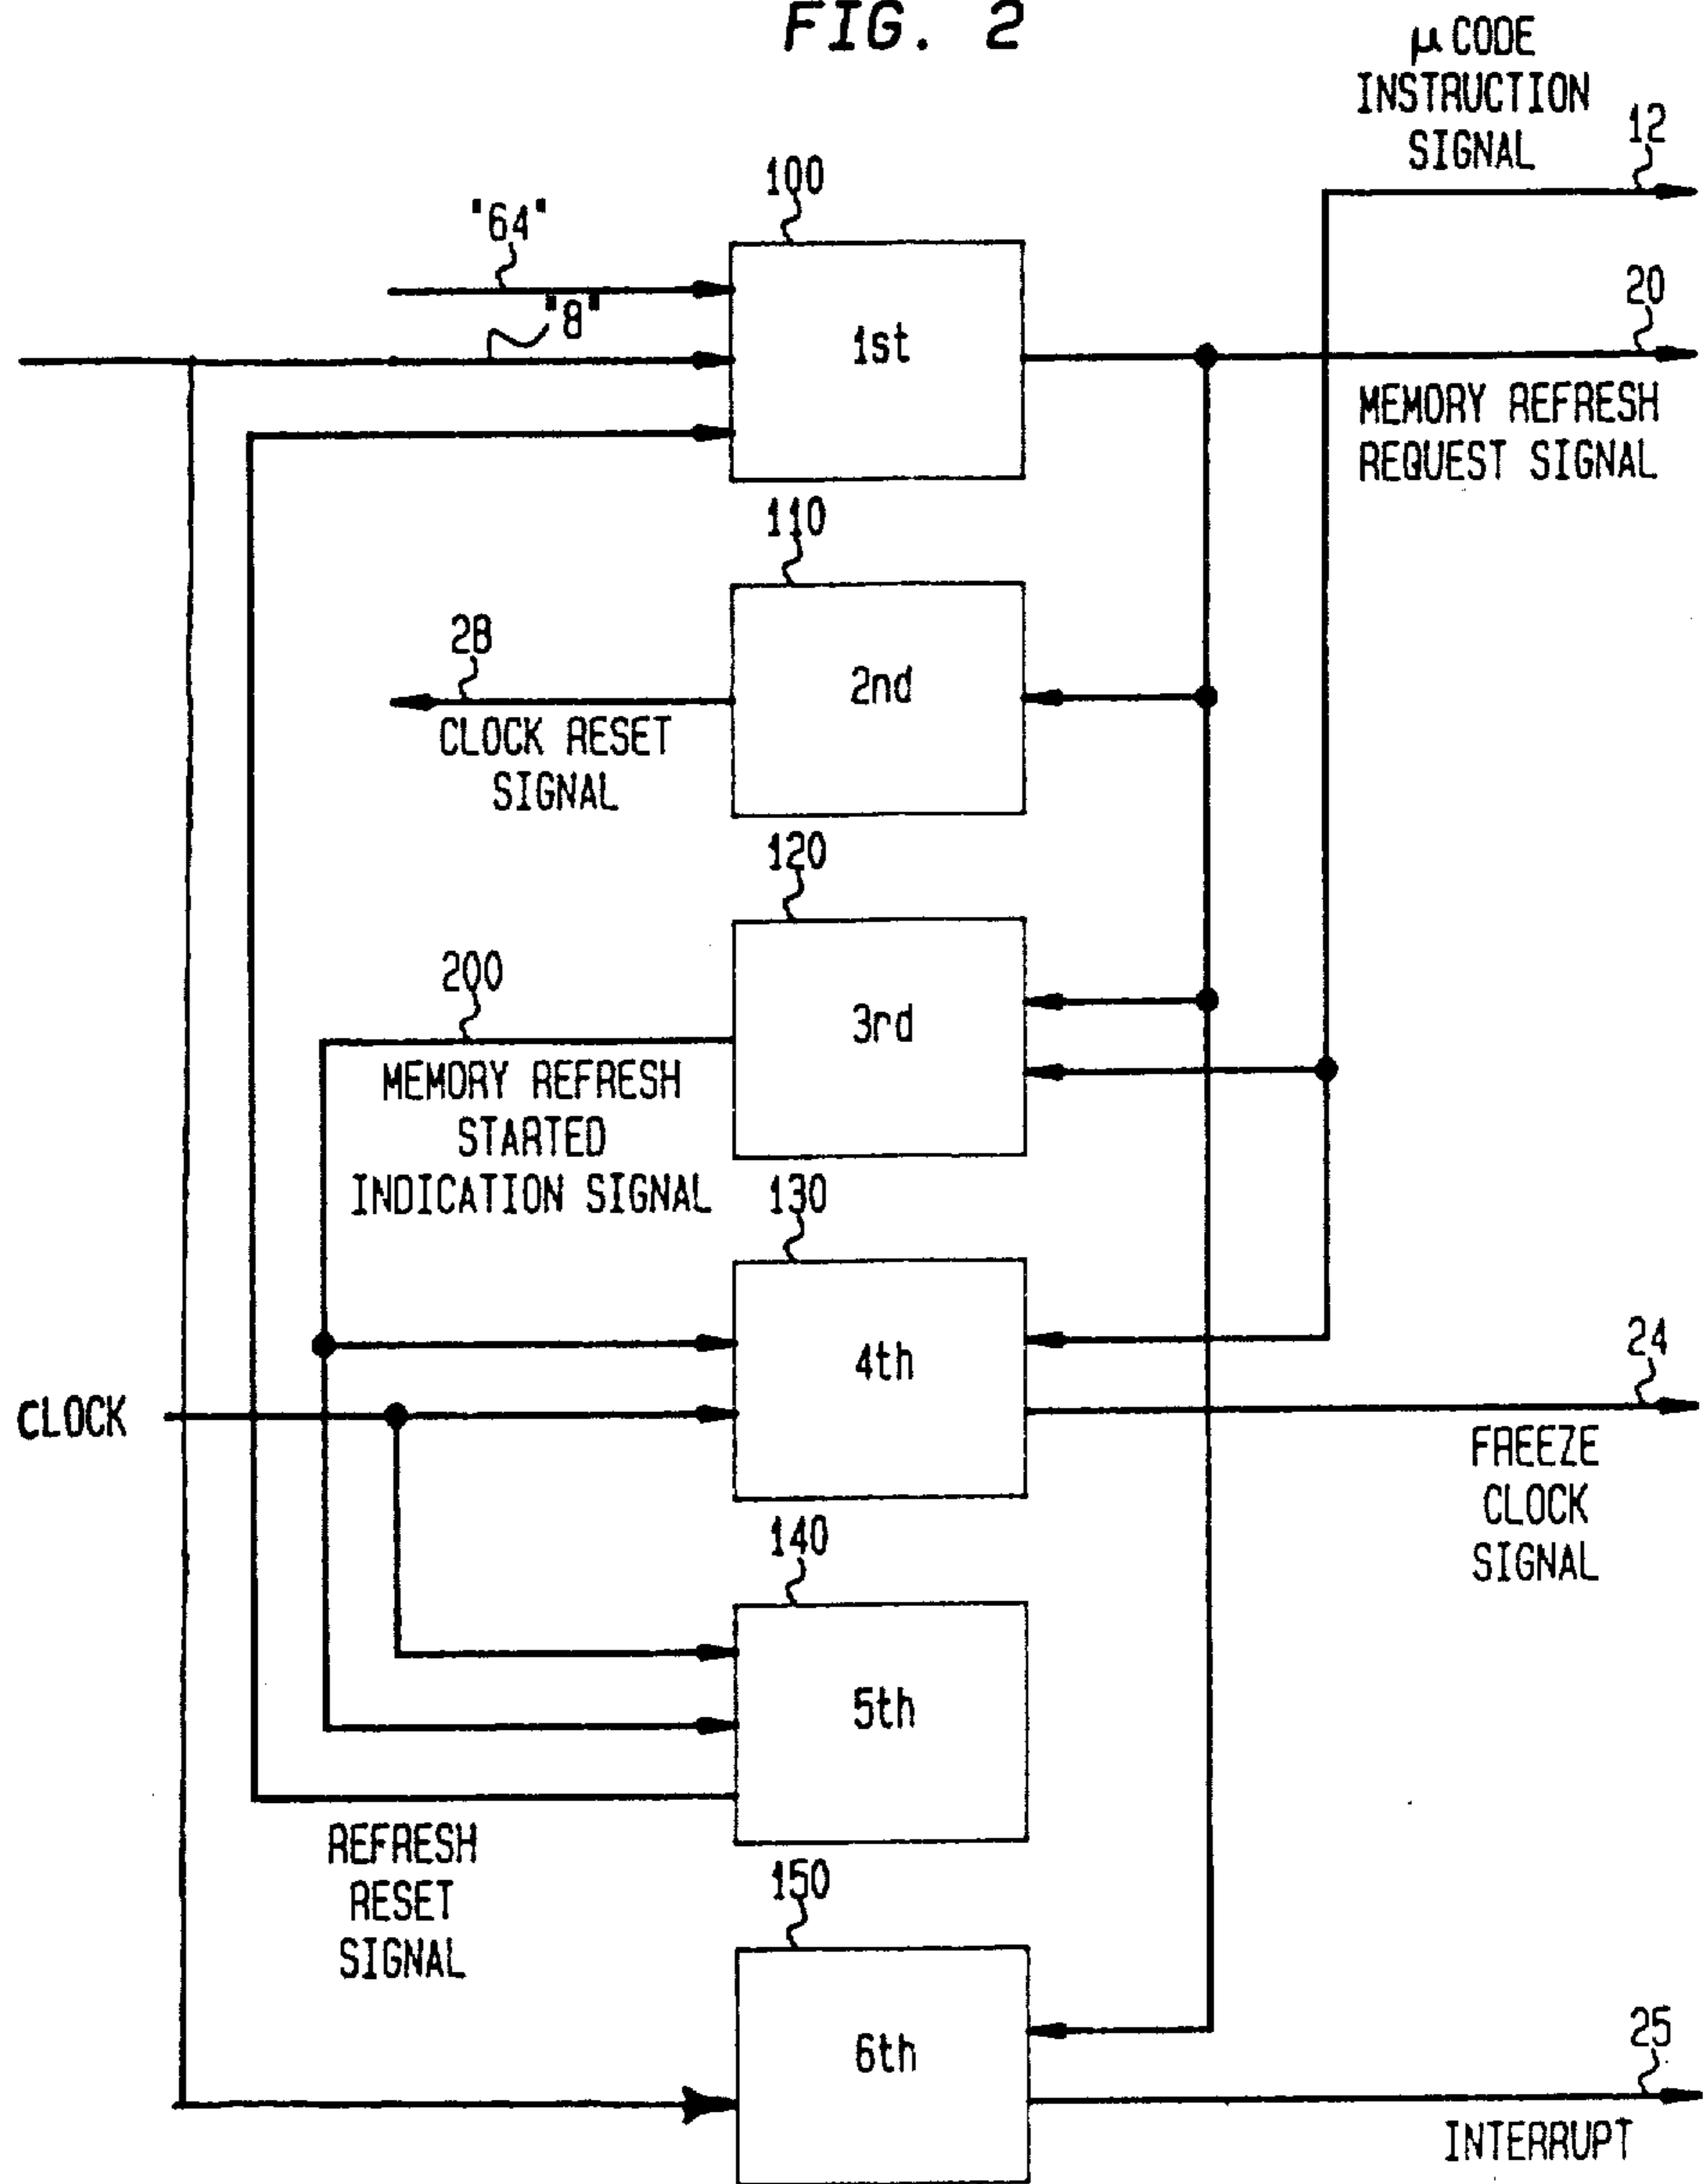 FIG. 2
μ CODE
INSTRUCTION
SIGNAL
12
100
"64"
"8"
1st
20
MEMORY REFRESH
REQUEST SIGNAL
110
28
2nd
CLOCK RESET
SIGNAL
120
200
3rd
MEMORY REFRESH
STARTED
INDICATION SIGNAL
130
4th
24
CLOCK
FREEZE
CLOCK
SIGNAL
140
5th
REFRESH
RESET
SIGNAL
150
6th
25
INTERRUPT